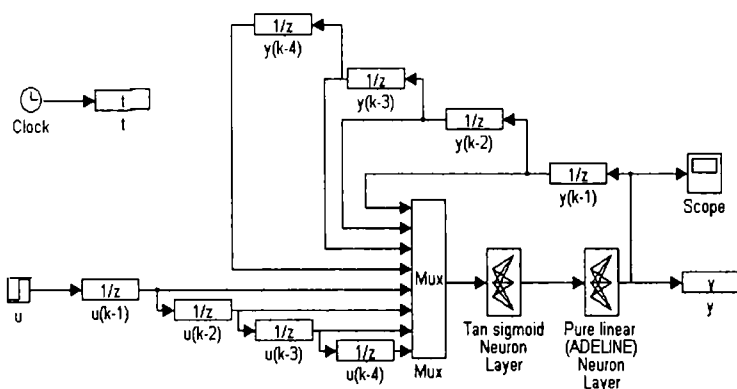 1/z
y(k-4)
1/z
y(k-3)
t
Clock
t
1/z
y(k-2)
1/z
y(k-1)
Scope
Mux
u
1/z
u(k-1)
1/z
u(k-2)
1/z
u(k-3)
1/z
u(k-4)
Mux
Tan sigmoid
Neuron
Layer
Pure linear
(ADELINE)
Neuron
Layer
y
y